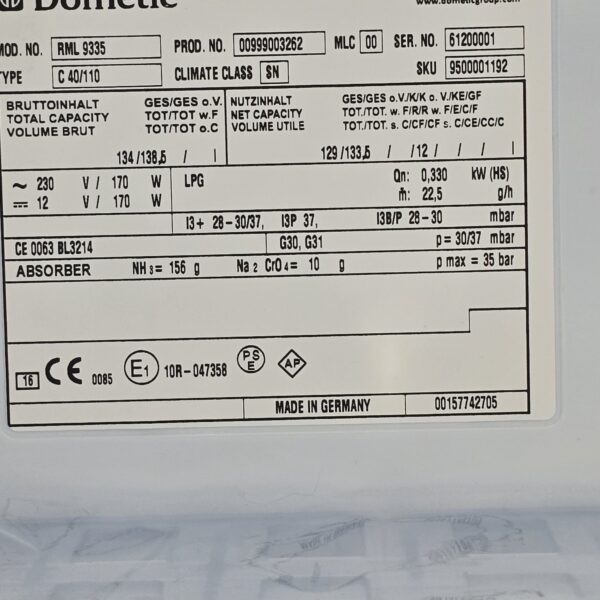 Dometic www.dometicgroup.com
MOD. NO. RML 9335 PROD. NO. 00999003262 MLC 00 SER. NO. 61200001
TYPE C 40/110 CLIMATE CLASS SN SKU 9500001192
BRUTTOINHALT GES/GES o.V. NUTZINHALT GES/GES o.V./K/K o. V./KE/GF
TOTAL CAPACITY TOT/TOT w.F NET CAPACITY TOT./TOT. w. F/R/R w. F/E/C/F
VOLUME BRUT TOT/TOT o.C VOLUME UTILE TOT./TOT. s. C/CF/CF s. C/CE/CC/C
134/138,5 / l 129/133,5 / /12 / / / l
~ 230 V / 170 W LPG Qn: 0,330 kW (HS)
⎓ 12 V / 170 W ṁ: 22,5 g/h
I3+ 28-30/37, I3P 37, I3B/P 28-30 mbar
CE 0063 BL3214 G30, G31 p = 30/37 mbar
ABSORBER NH3 = 156 g Na2 CrO4 = 10 g p max = 35 bar
16 CE 0085 E1 10R-047358 PS E AP
MADE IN GERMANY 00157742705